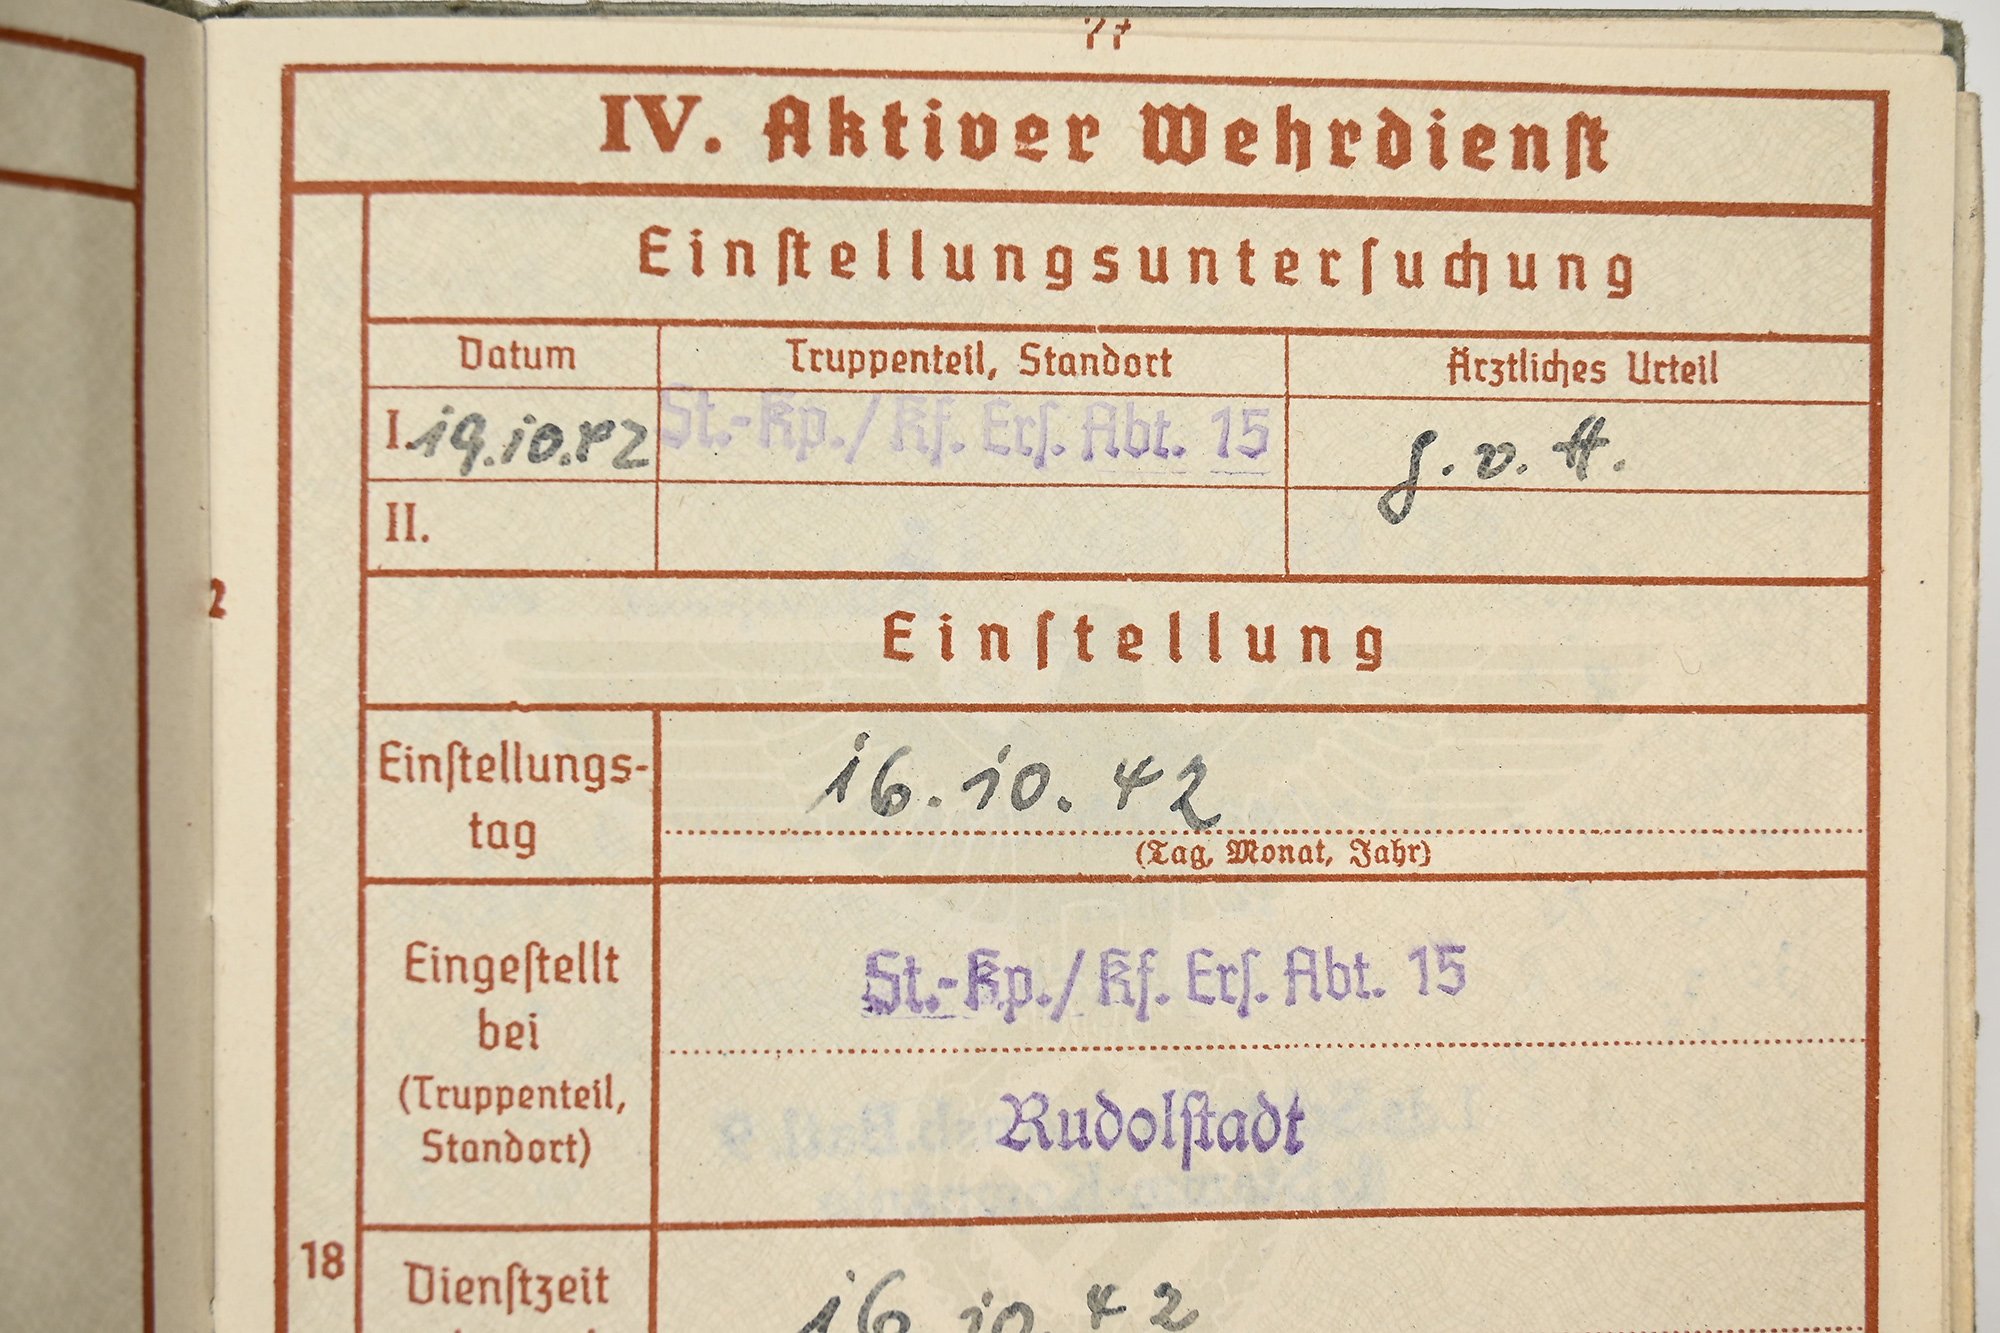 IV. Aktiver Wehrdienſt
Einſtellungsunterſuchung
Datum Truppenteil, Standort Ärztliches Urteil
I. 19.10.42 St.-Kp./Kf. Erſ. Abt. 15 g. v. H.
II.
Einſtellung
Einſtellungs-
tag
16. 10. 42
(Tag, Monat, Jahr)
Eingeſtellt
bei
(Truppenteil,
Standort)
St.-Kp./Kf. Erſ. Abt. 15
Rudolſtadt
18
Dienſtzeit
16. 10. 42